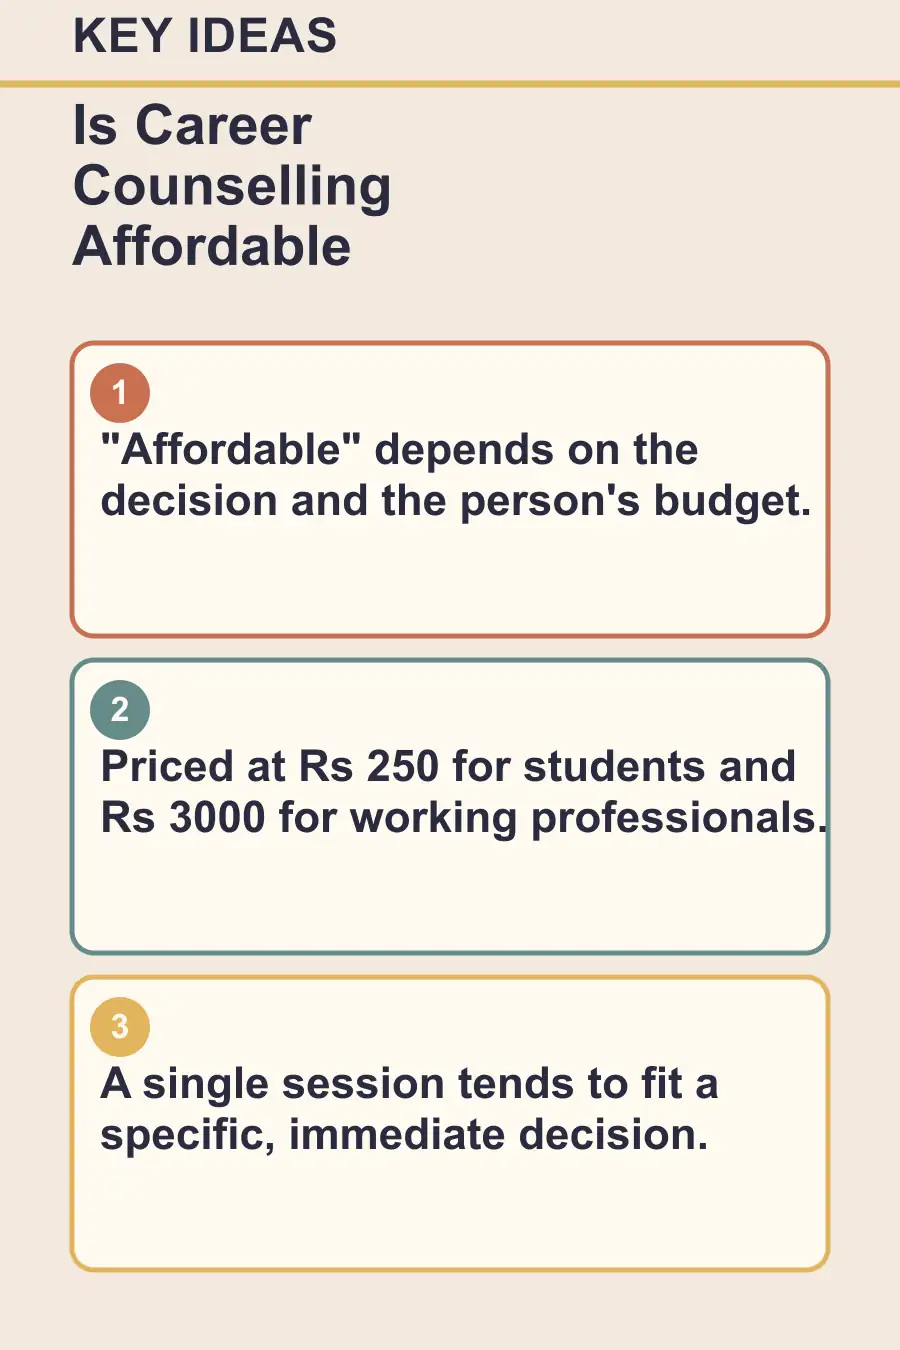 KEY IDEAS
Is Career
Counselling
Affordable
1
"Affordable" depends on the
decision and the person's budget.
2
Priced at Rs 250 for students and
Rs 3000 for working professionals.
3
A single session tends to fit a
specific, immediate decision.